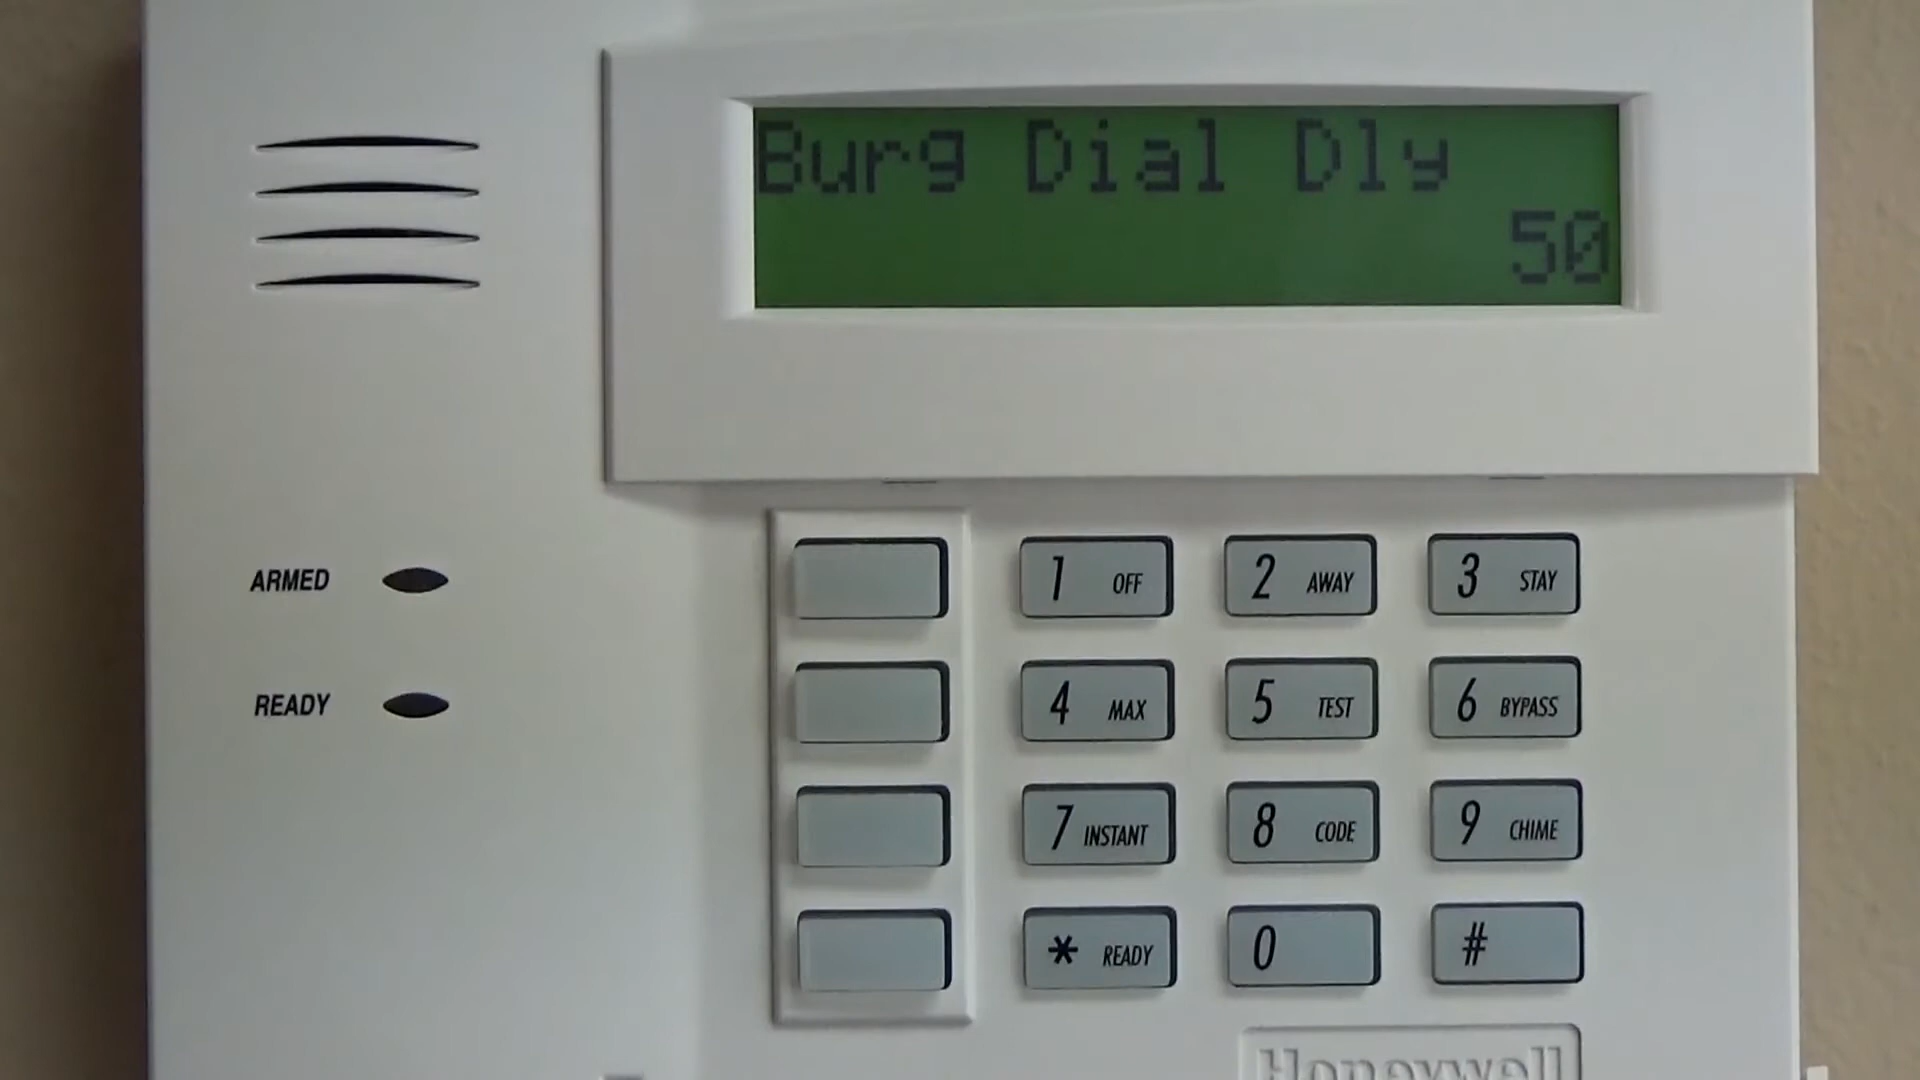 Burg Dial Dly
50
ARMED
READY
1 OFF
2 AWAY
3 STAY
4 MAX
5 TEST
6 BYPASS
7 INSTANT
8 CODE
9 CHIME
* READY
0
#
Honeywell